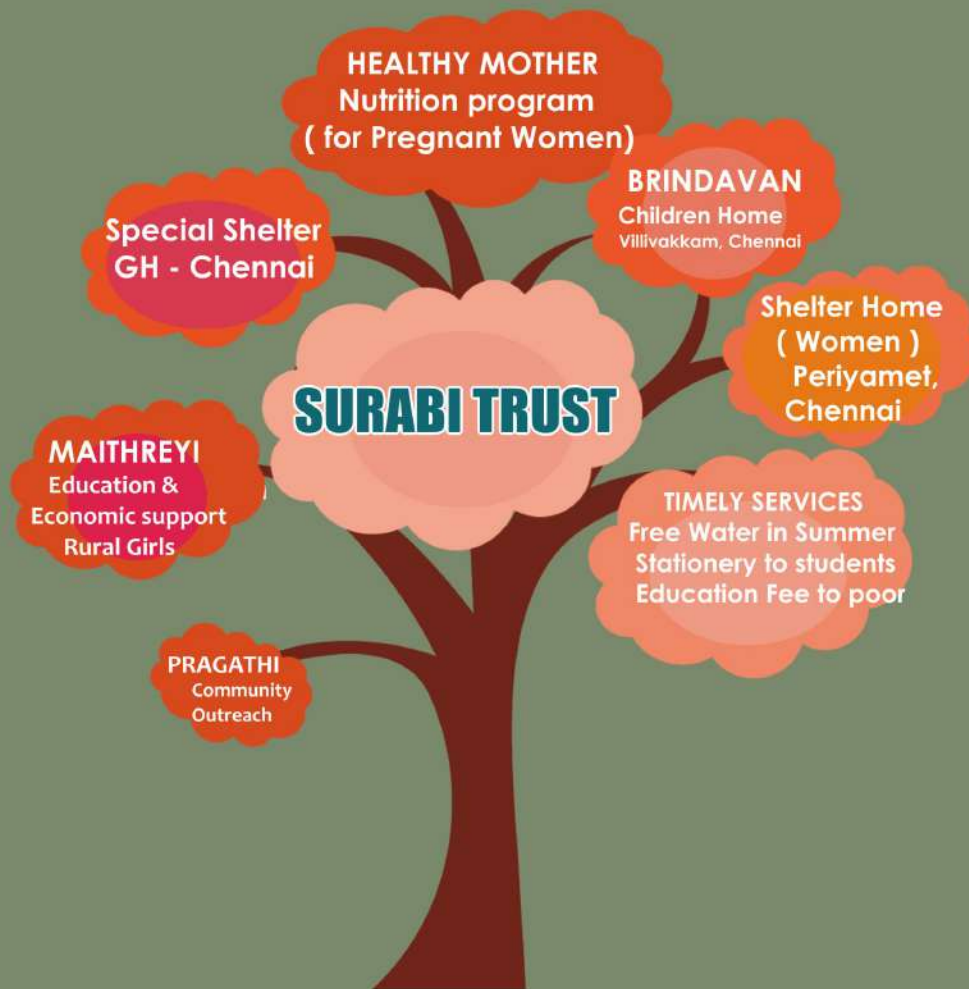 HEALTHY MOTHER
Nutrition program
( for Pregnant Women)
BRINDAVAN
Children Home
Villivakkam, Chennai
Special Shelter
GH - Chennai
Shelter Home
( Women )
Periyamet,
Chennai
SURABI TRUST
MAITHREYI
Education &
Economic support
Rural Girls
TIMELY SERVICES
Free Water in Summer
Stationery to students
Education Fee to poor
PRAGATHI
Community
Outreach